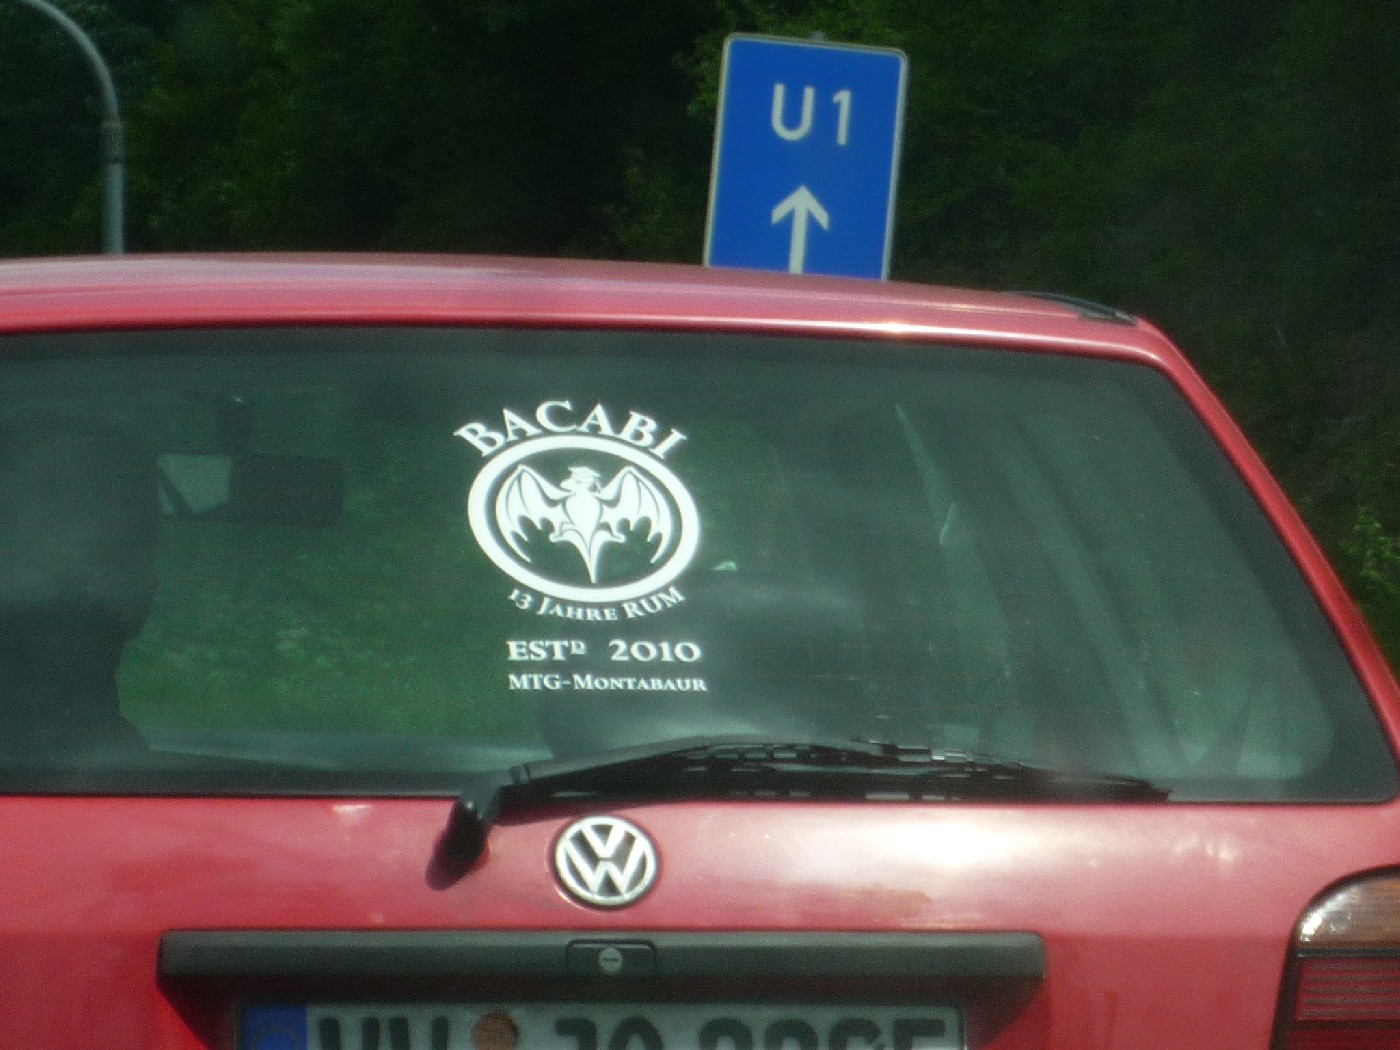 U1
BACABI
13 JAHRE RUM
ESTD 2010
MTG-MONTABAUR